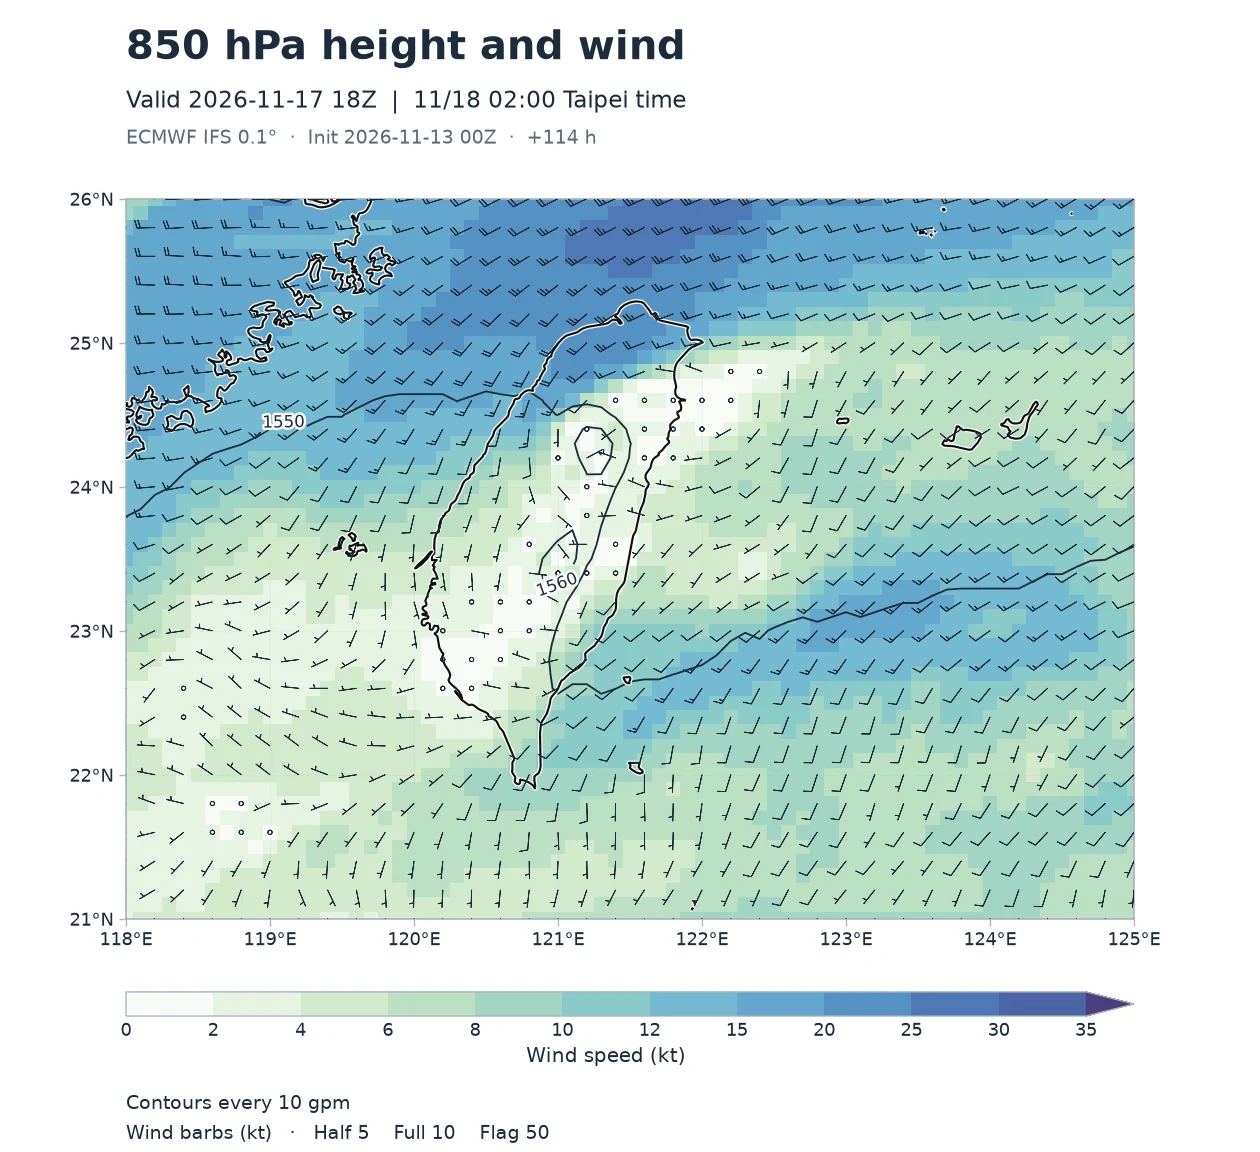 850 hPa height and wind
Valid 2026-11-17 18Z | 11/18 02:00 Taipei time
ECMWF IFS 0.1° · Init 2026-11-13 00Z · +114 h
26°N
25°N
24°N
23°N
22°N
21°N
1550
1560
118°E 119°E 120°E 121°E 122°E 123°E 124°E 125°E
0 2 4 6 8 10 12 15 20 25 30 35
Wind speed (kt)
Contours every 10 gpm
Wind barbs (kt) · Half 5 Full 10 Flag 50